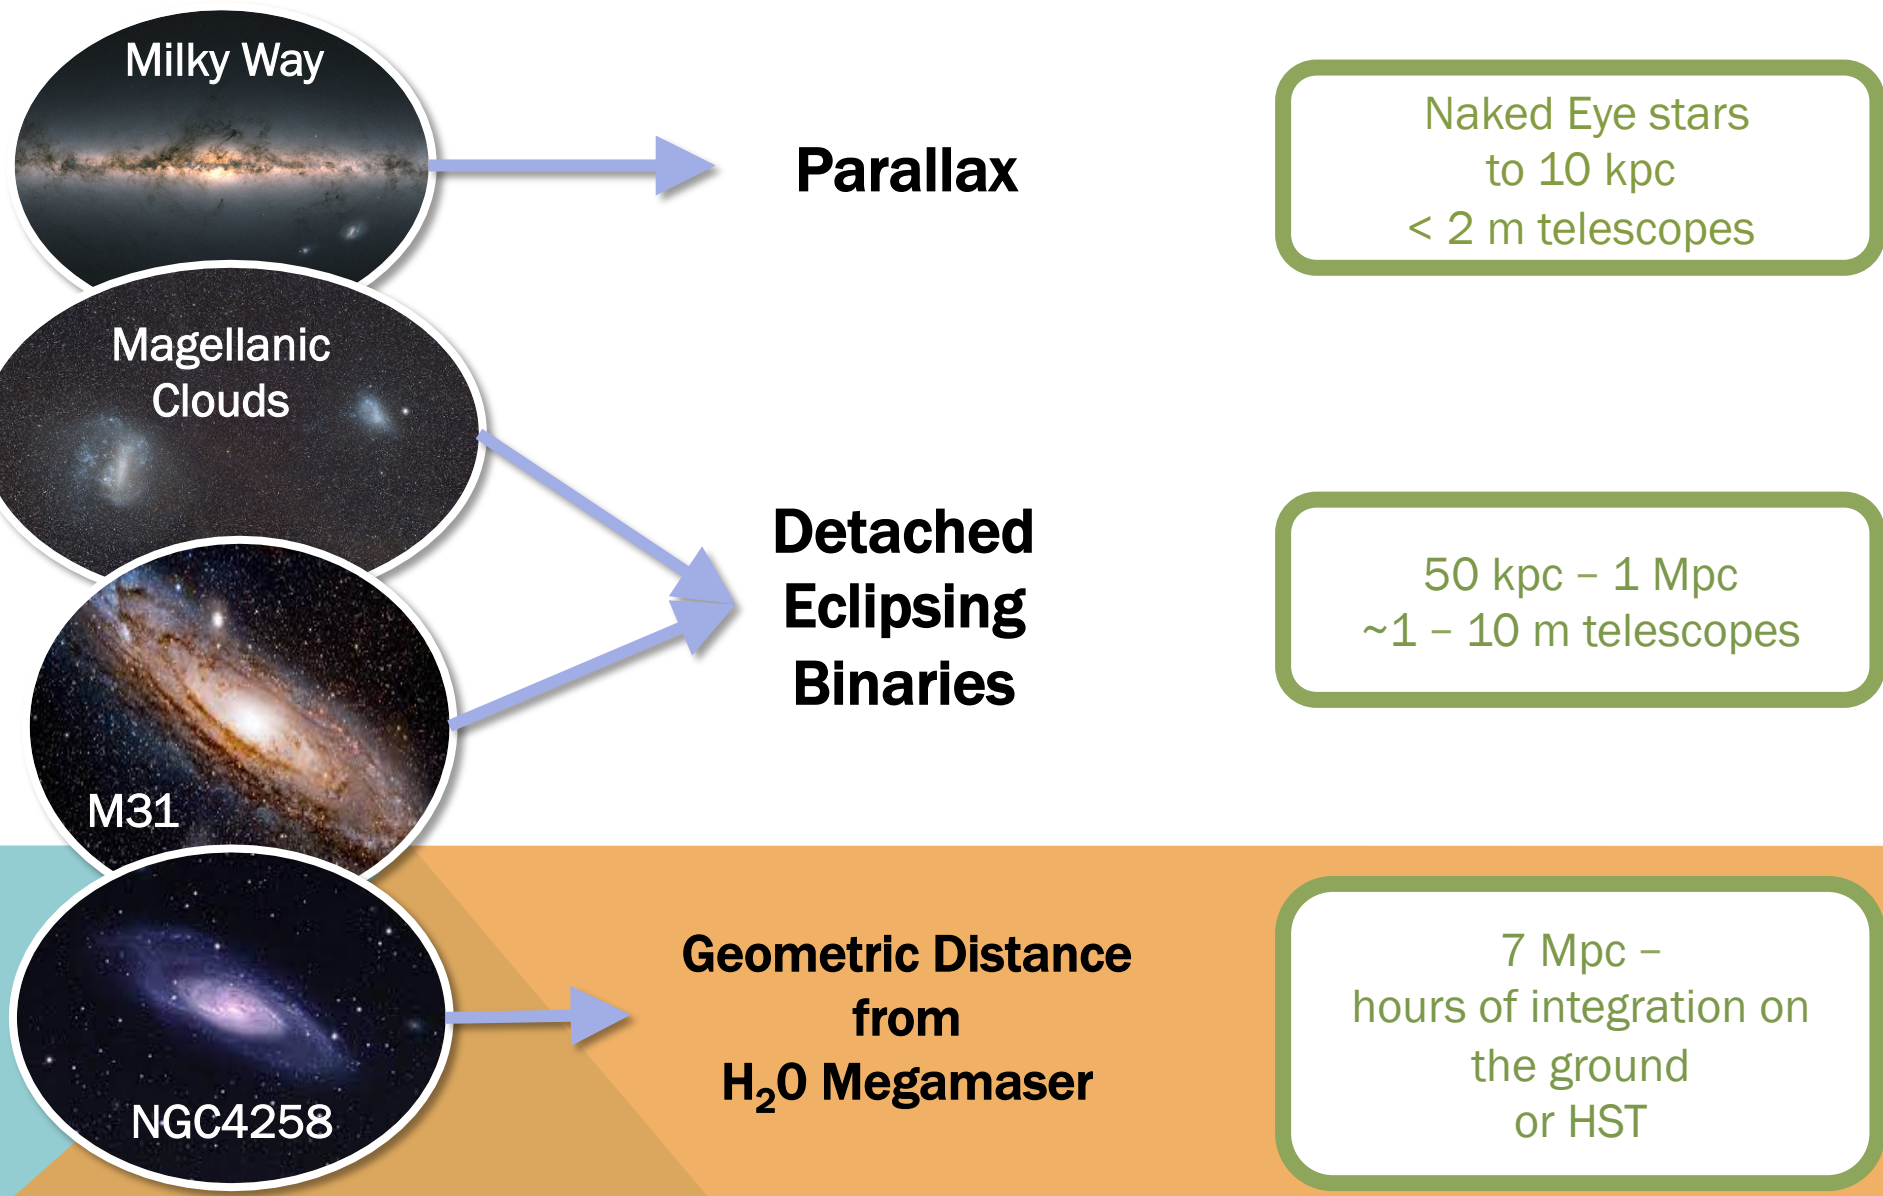 Milky Way
Parallax
Naked Eye stars
to 10 kpc
< 2 m telescopes
Magellanic
Clouds
M31
Detached
Eclipsing
Binaries
50 kpc – 1 Mpc
~1 – 10 m telescopes
NGC4258
Geometric Distance
from
H₂0 Megamaser
7 Mpc –
hours of integration on
the ground
or HST